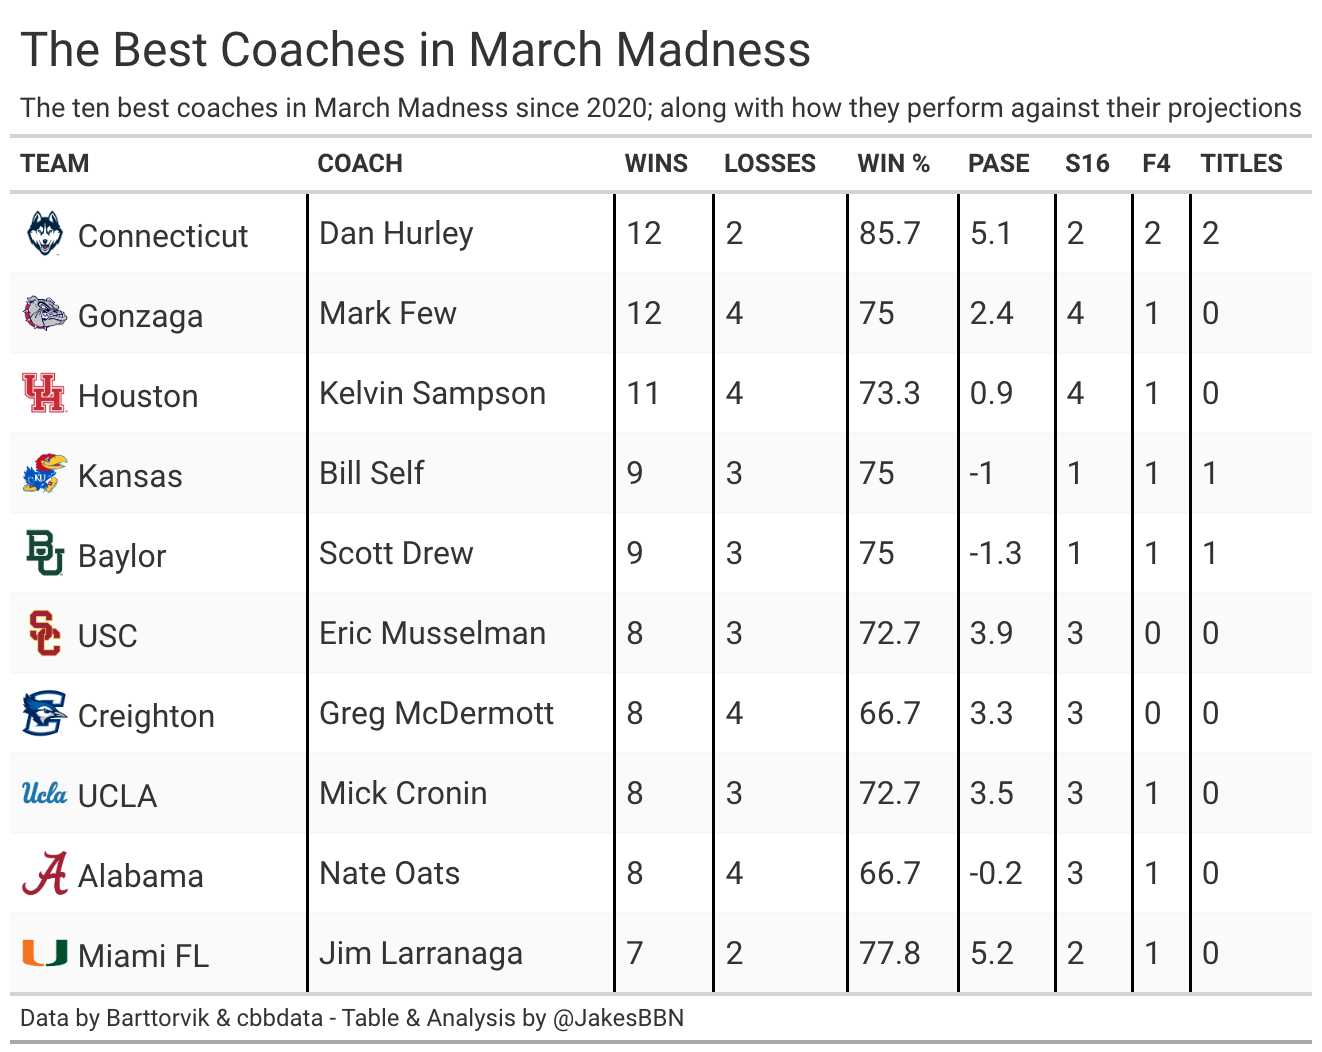 The Best Coaches in March Madness
The ten best coaches in March Madness since 2020; along with how they perform against their projections
TEAM COACH WINS LOSSES WIN % PASE S16 F4 TITLES
Connecticut Dan Hurley 12 2 85.7 5.1 2 2 2
Gonzaga Mark Few 12 4 75 2.4 4 1 0
UH Houston Kelvin Sampson 11 4 73.3 0.9 4 1 0
KU Kansas Bill Self 9 3 75 -1 1 1 1
BU Baylor Scott Drew 9 3 75 -1.3 1 1 1
SC USC Eric Musselman 8 3 72.7 3.9 3 0 0
Creighton Greg McDermott 8 4 66.7 3.3 3 0 0
Ucla UCLA Mick Cronin 8 3 72.7 3.5 3 1 0
A Alabama Nate Oats 8 4 66.7 -0.2 3 1 0
U Miami FL Jim Larranaga 7 2 77.8 5.2 2 1 0
Data by Barttorvik & cbbdata - Table & Analysis by @JakesBBN